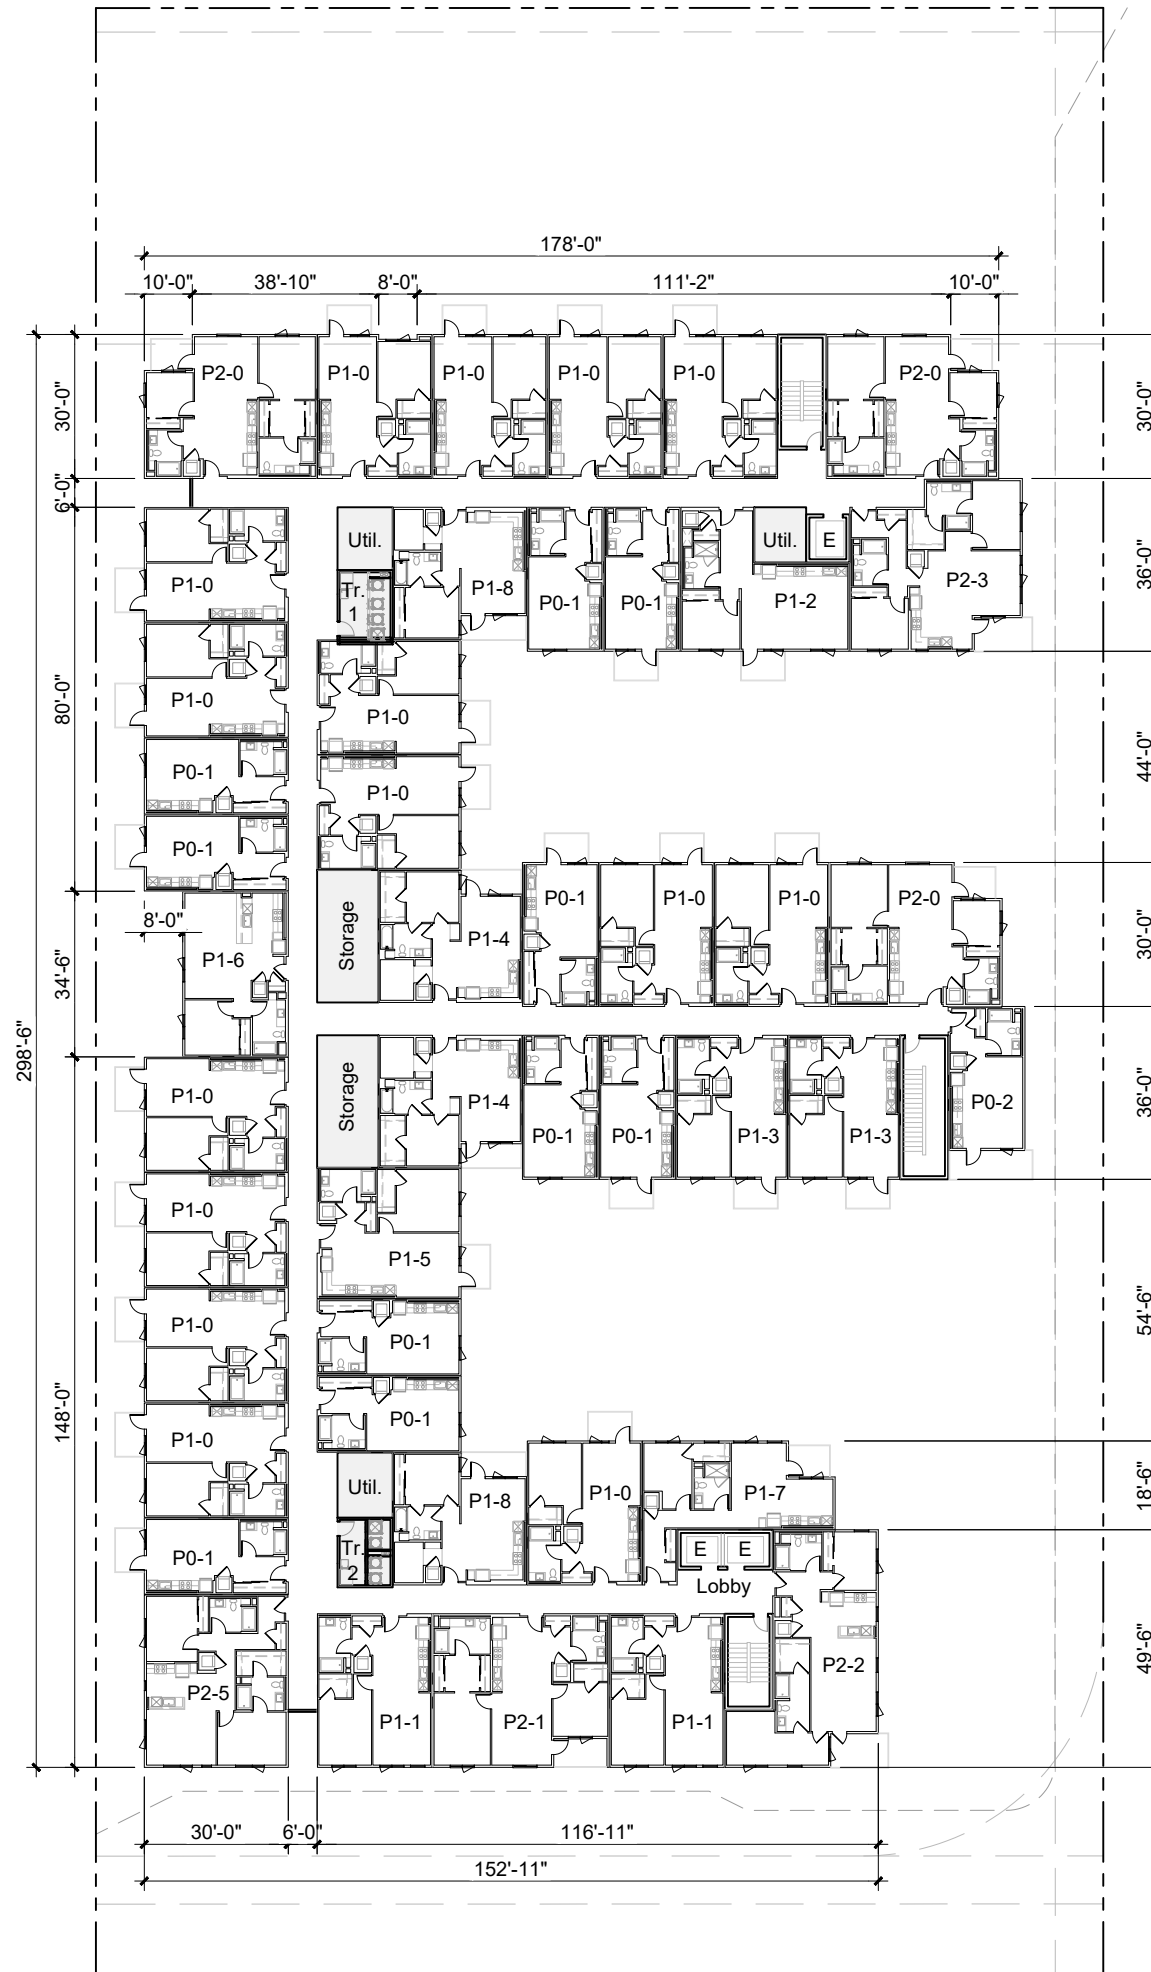 178'-0"
10'-0"
38'-10"
8'-0"
111'-2"
10'-0"
P2-0
P1-0
P1-0
P1-0
P1-0
P2-0
30'-0"
30'-0"
6'-0"
Util.
Util.
E
P1-0
Tr.
1
P1-8
P0-1
P0-1
P1-2
P2-3
36'-0"
80'-0"
P1-0
P1-0
P0-1
P1-0
P0-1
44'-0"
8'-0"
P1-6
Storage
P1-4
P0-1
P1-0
P1-0
P2-0
30'-0"
34'-6"
298'-6"
P1-0
Storage
P1-4
P0-1
P0-1
P1-3
P1-3
P0-2
36'-0"
P1-0
P1-5
P1-0
P0-1
54'-6"
P0-1
148'-0"
P1-0
Util.
P1-8
P1-0
P1-7
18'-6"
P0-1
Tr.
2
E
E
Lobby
P2-5
P1-1
P2-1
P1-1
P2-2
49'-6"
30'-0"
6'-0"
116'-11"
152'-11"